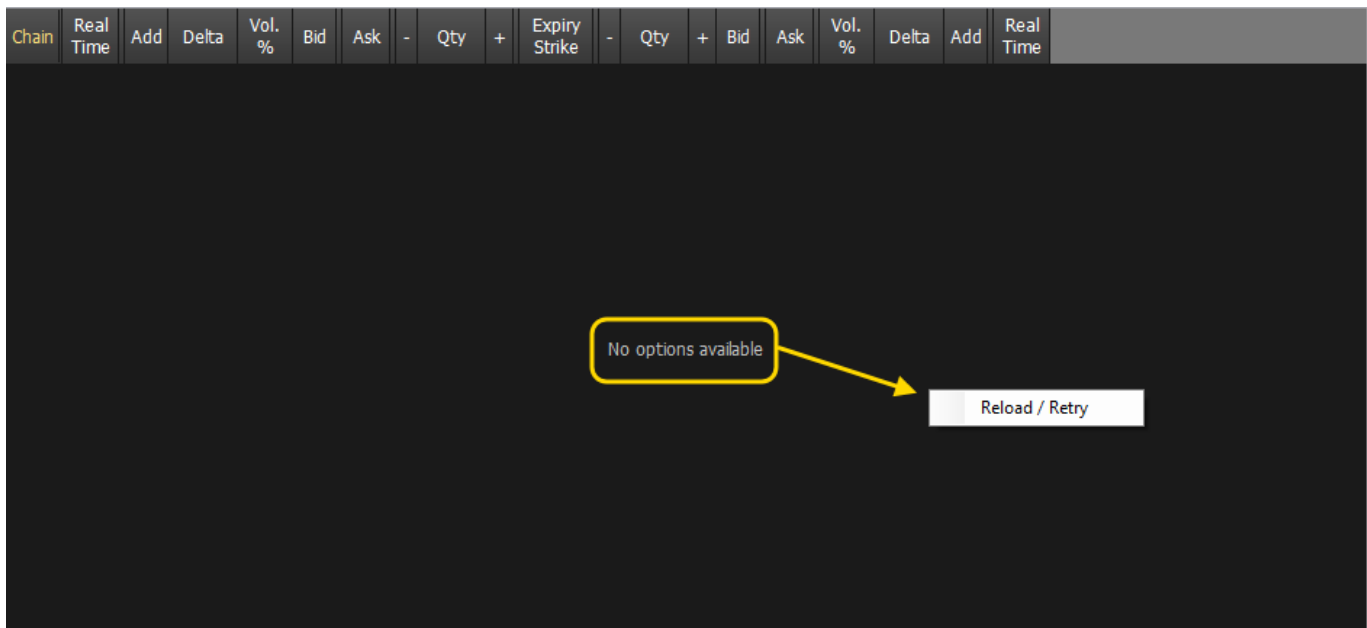 Chain Real Time Add Delta Vol. % Bid Ask - Qty + Expiry Strike - Qty + Bid Ask Vol. % Delta Add Real Time
No options available
Reload / Retry